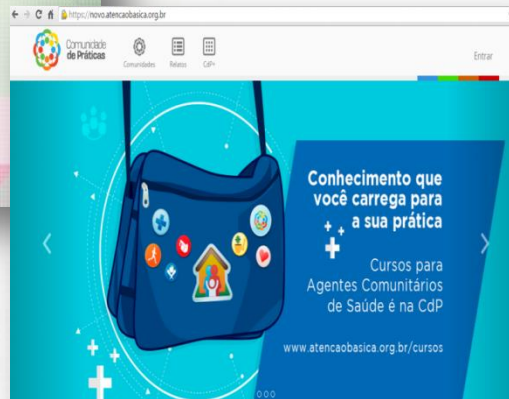 https://novo.atencaobasica.org.br
Comunidade
de Práticas
Comunidades
Relatos
CdP+
Entrar
Conhecimento que
você carrega para
a sua prática
Cursos para
Agentes Comunitários
de Saúde é na CdP
www.atencaobasica.org.br/cursos